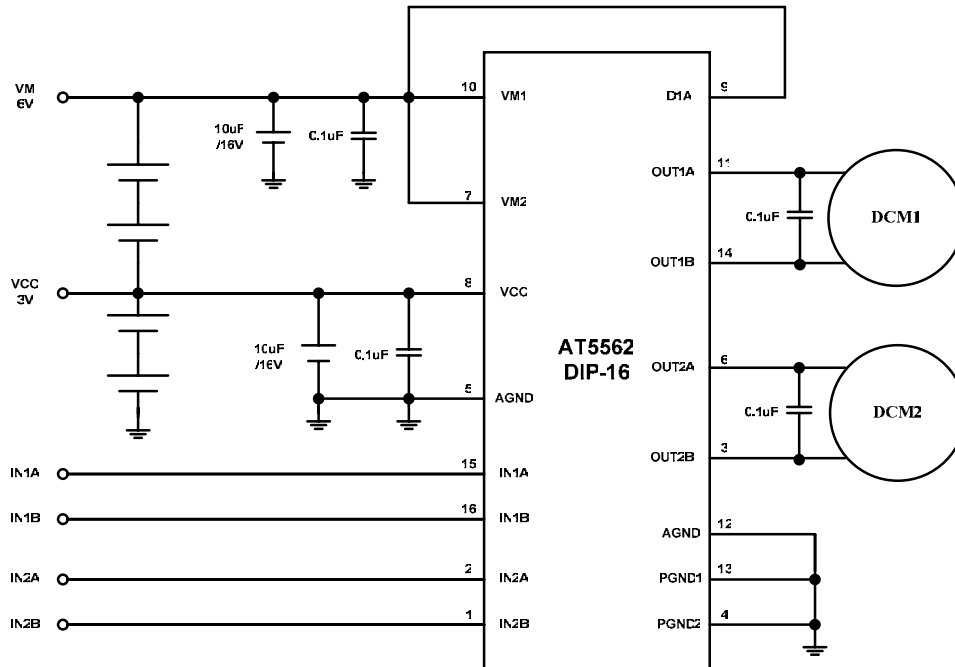 VM
6V
10
VM1
D1A
9
10uF
/16V
0.1uF
7
VM2
OUT1A
11
0.1uF
DCM1
OUT1B
14
VCC
3V
8
VCC
10uF
/16V
0.1uF
5
AGND
AT5562
DIP-16
OUT2A
6
0.1uF
DCM2
OUT2B
3
IN1A
15
IN1A
IN1B
16
IN1B
AGND
12
IN2A
2
IN2A
PGND1
13
IN2B
1
IN2B
PGND2
4